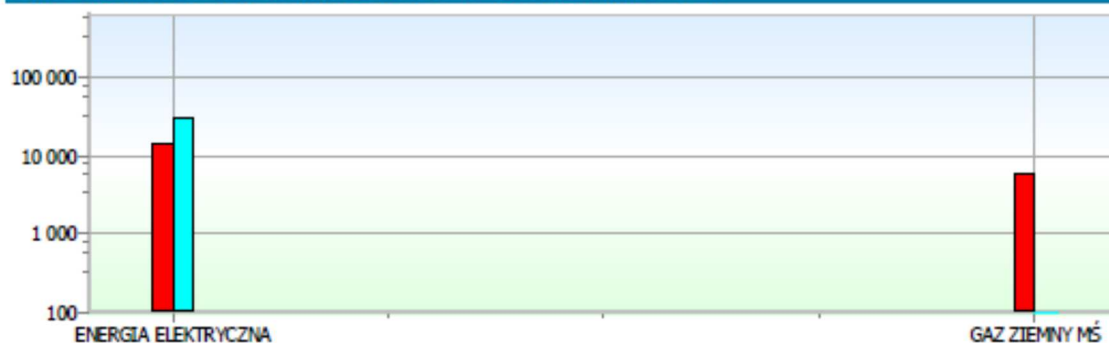 100 000
10 000
1 000
100
ENERGIA ELEKTRYCZNA
GAZ ZIEMNY MŚ